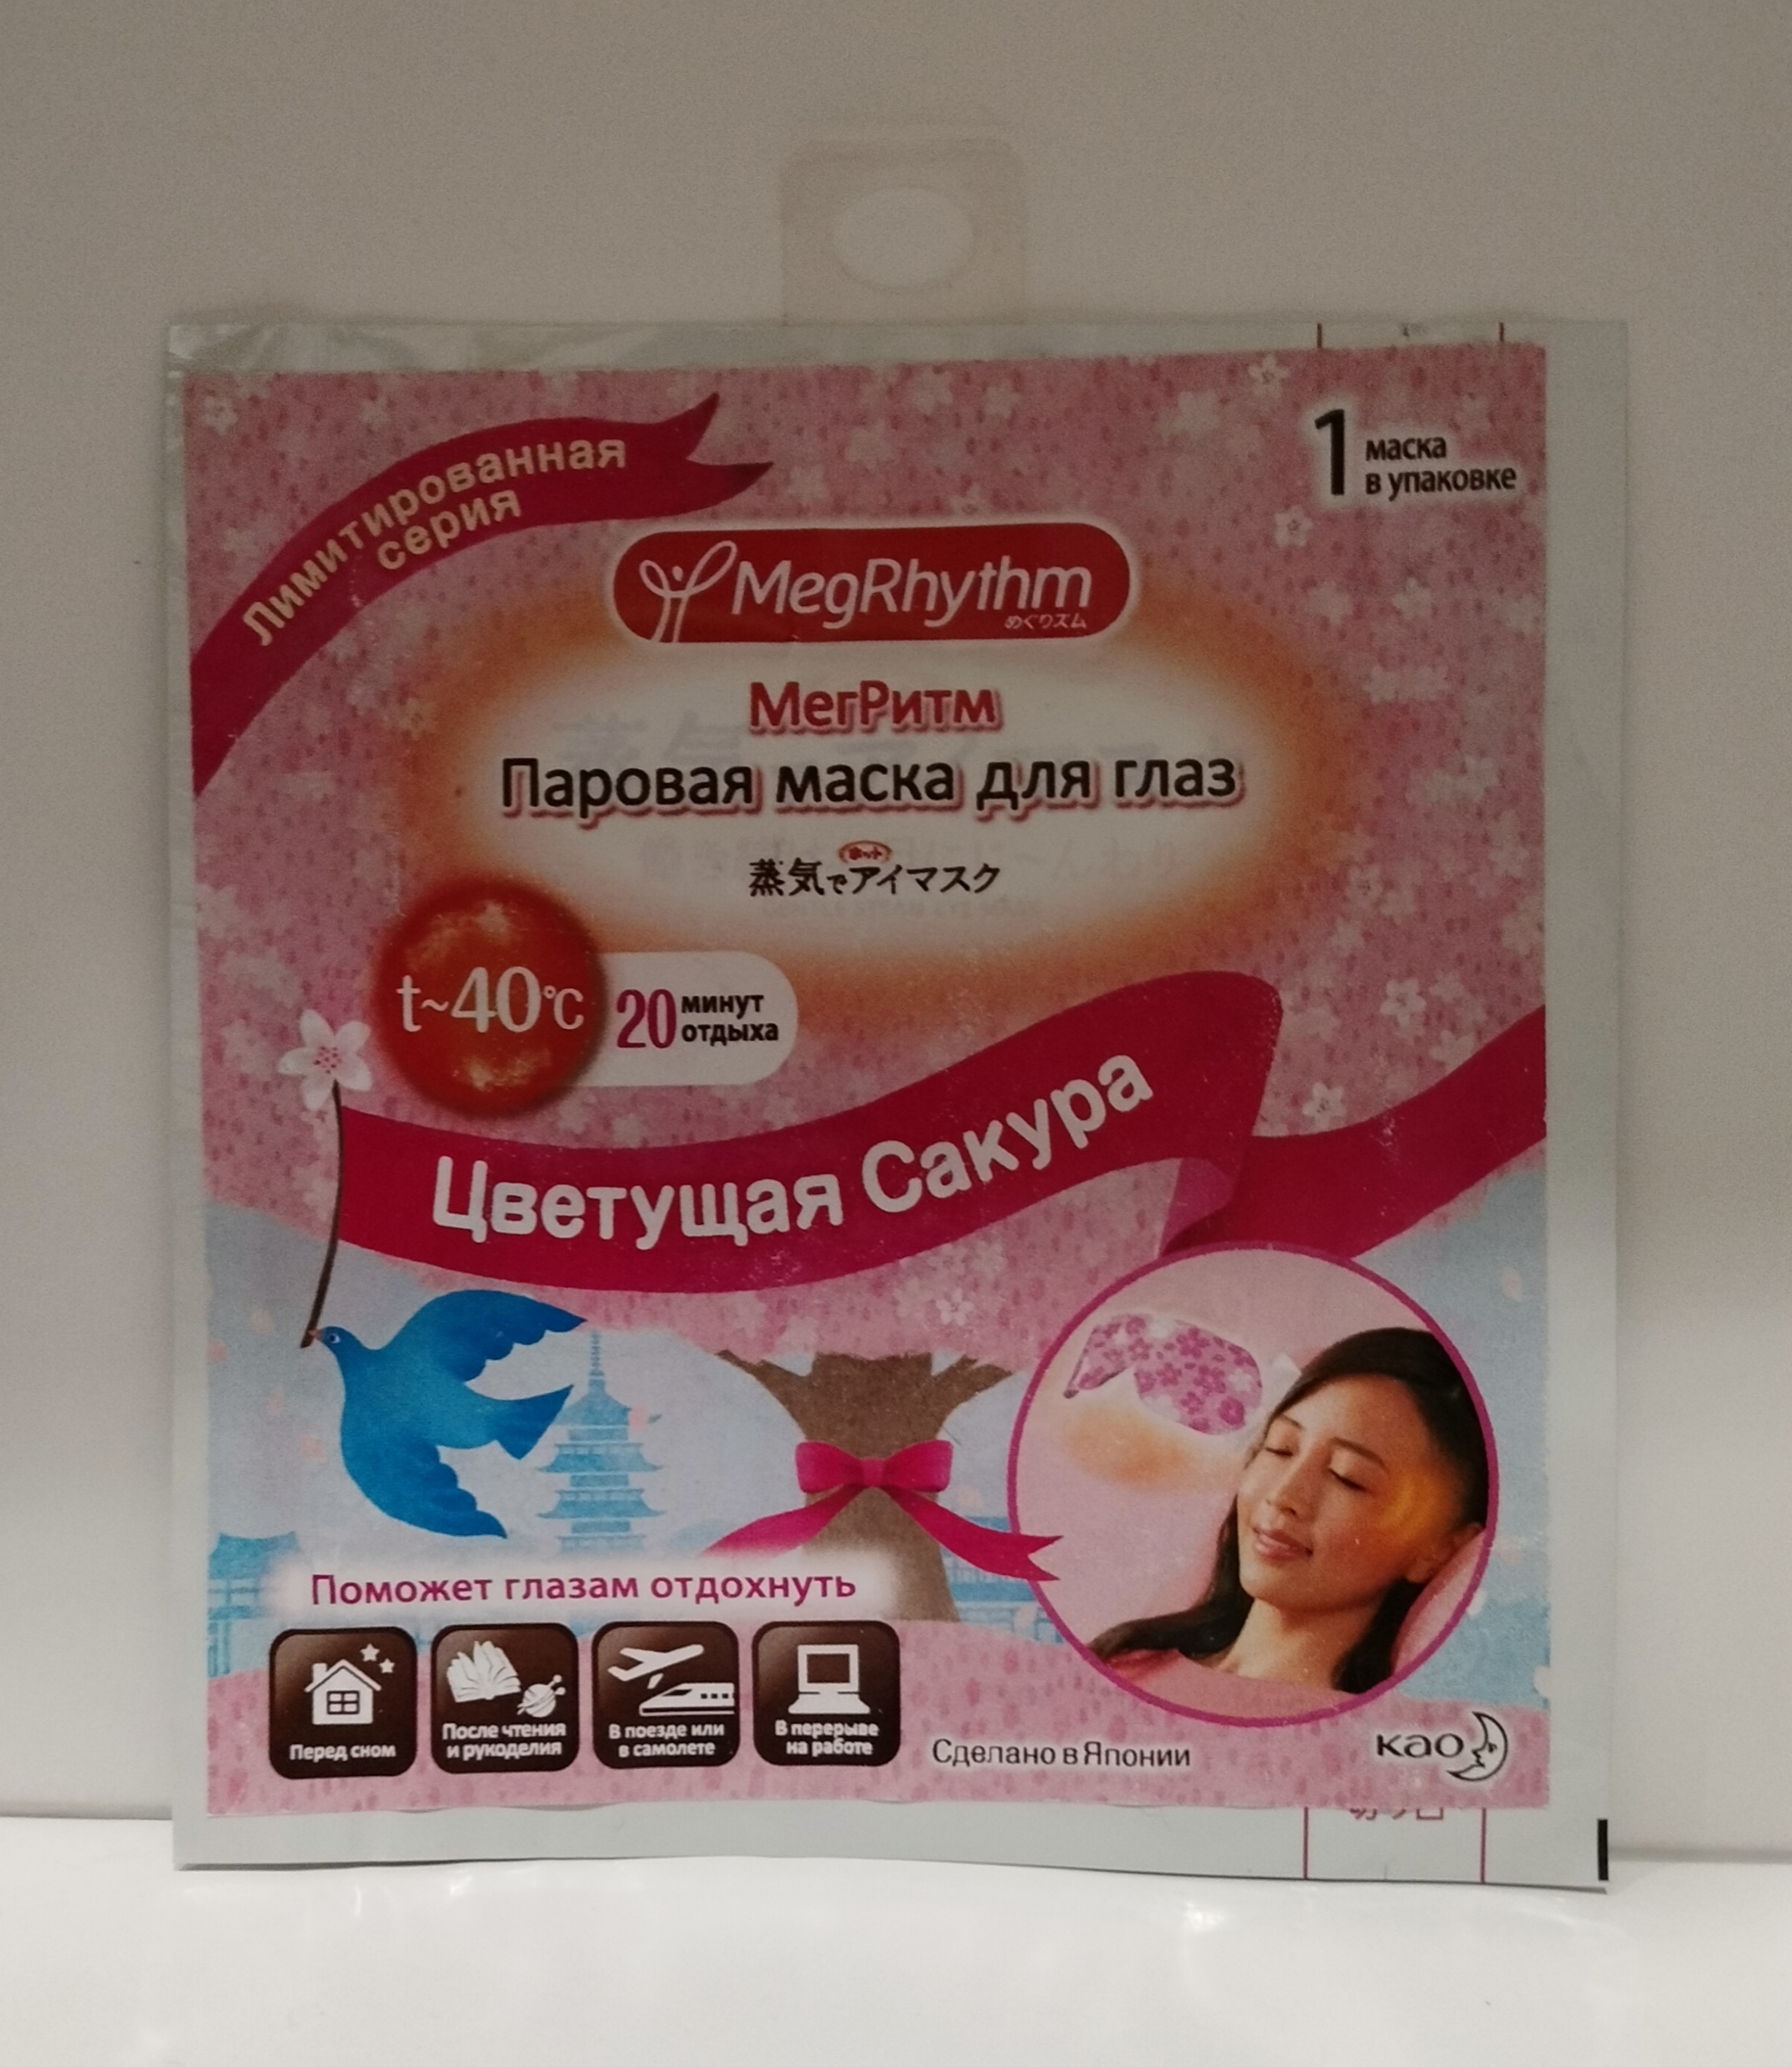 Лимитированная
серия
1 маска
в упаковке
MegRhythm
めぐりズム
МегРитм
Паровая маска для глаз
ホット
蒸気でアイマスク
t~40°C
20 минут
отдыха
Цветущая Сакура
Поможет глазам отдохнуть
Перед сном
После чтения
и рукоделия
В поезде или
в самолете
В перерыве
на работе
Сделано в Японии
Kao